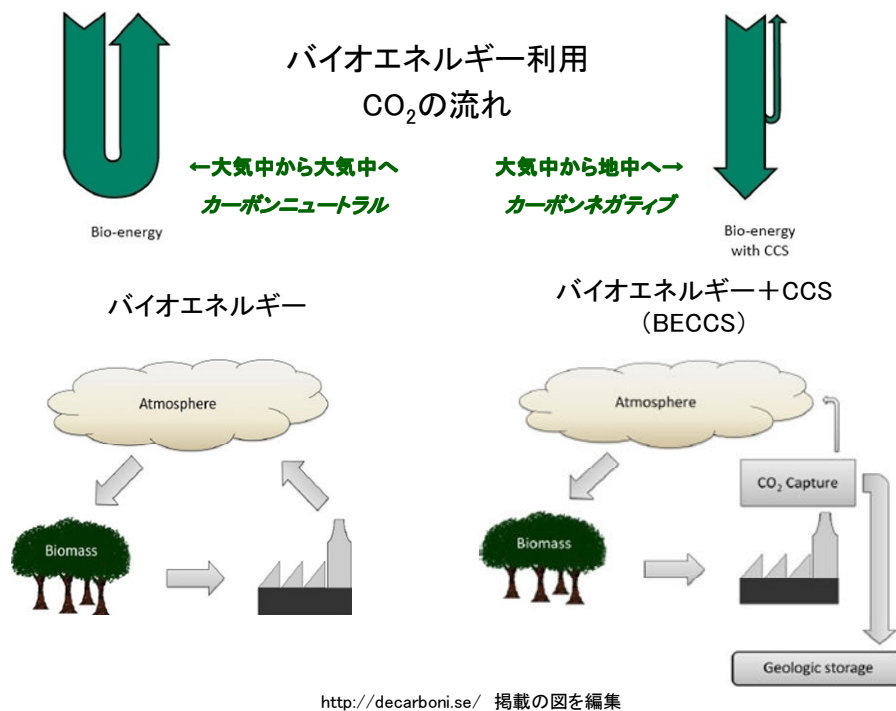 バイオエネルギー利用
CO₂の流れ
←大気中から大気中へ
カーボンニュートラル
大気中から地中へ→
カーボンネガティブ
Bio-energy
Bio-energy
with CCS
バイオエネルギー
バイオエネルギー＋CCS
（BECCS）
Atmosphere
Biomass
Atmosphere
CO₂ Capture
Biomass
Geologic storage
http://decarboni.se/ 掲載の図を編集